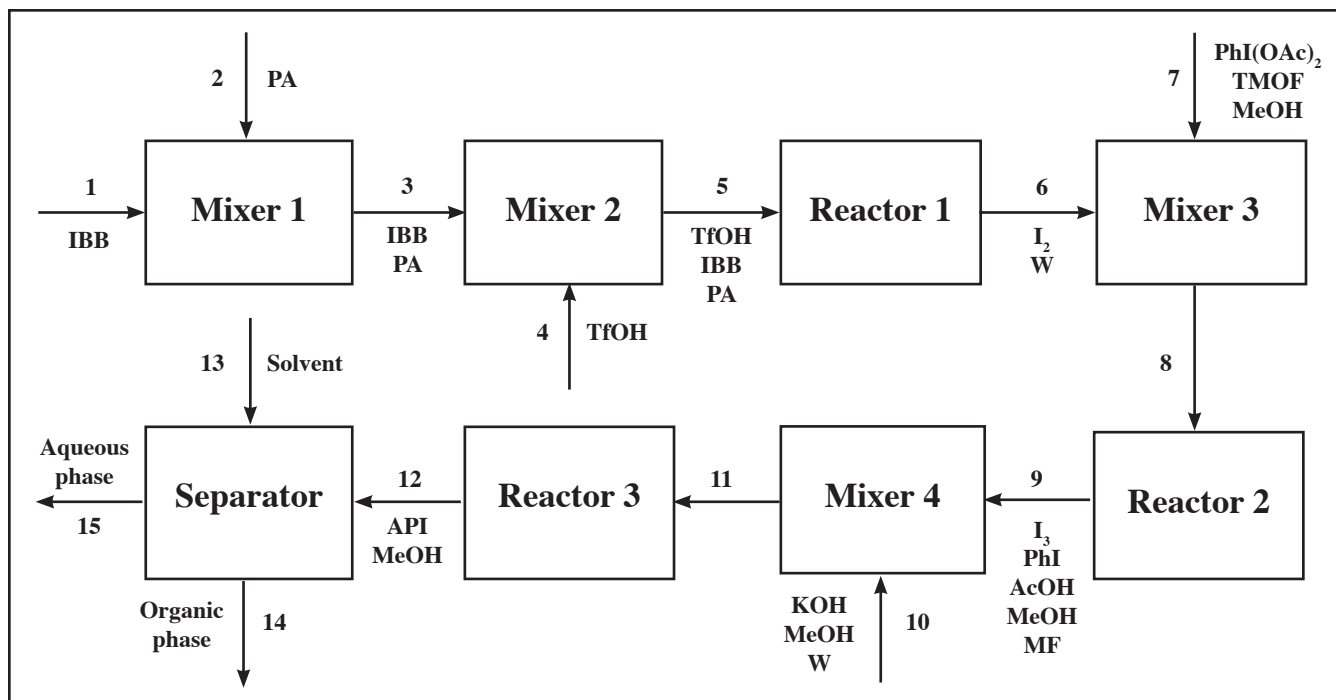 2
PA
1
IBB
Mixer 1
3
IBB
PA
Mixer 2
4
TfOH
5
TfOH
IBB
PA
Reactor 1
6
I₂
W
7
PhI(OAc)₂
TMOF
MeOH
Mixer 3
8
Reactor 2
9
I₃
PhI
AcOH
MeOH
MF
Mixer 4
KOH
MeOH
W
10
11
Reactor 3
12
API
MeOH
13
Solvent
Separator
Aqueous
phase
15
Organic
phase
14